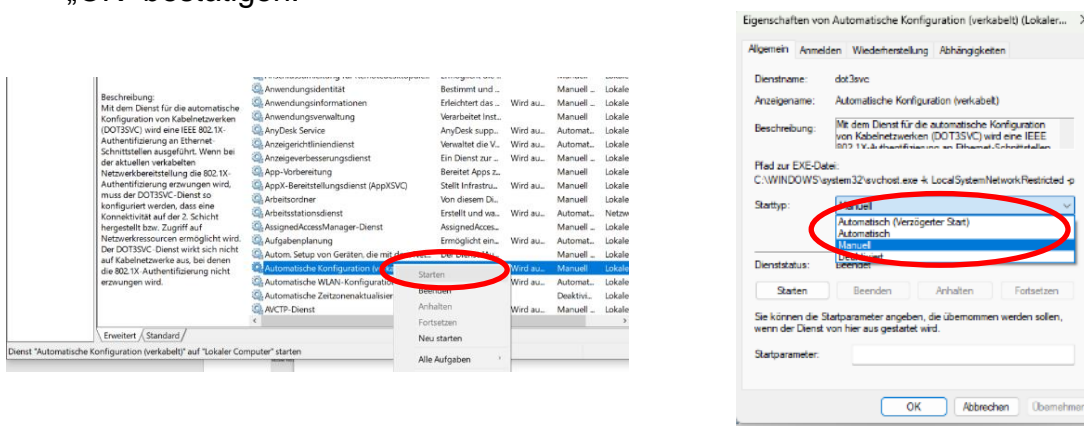 „OK“ bestätigen.
Beschreibung:
Mit dem Dienst für die automatische
Konfiguration von Kabelnetzwerken
(DOT3SVC) wird eine IEEE 802.1X-
Authentifizierung an Ethernet-
Schnittstellen ausgeführt. Wenn bei
der aktuellen verkabelten
Netzwerkbereitstellung die 802.1X-
Authentifizierung erzwungen wird,
muss der DOT3SVC-Dienst so
konfiguriert werden, dass eine
Konnektivität auf der 2. Schicht
hergestellt bzw. Zugriff auf
Netzwerkressourcen ermöglicht wird.
Der DOT3SVC-Dienst wirkt sich nicht
auf Kabelnetzwerke aus, bei denen
die 802.1X-Authentifizierung nicht
erzwungen wird.
Anwendungsidentität Bestimmt und ... Manuell ... Lokale
Anwendungsinformationen Erleichtert das ... Wird au... Manuell ... Lokale
Anwendungsverwaltung Verarbeitet Inst... Manuell Lokale
AnyDesk Service AnyDesk supp... Wird au... Automat... Lokale
Anzeigerichtliniendienst Verwaltet die V... Wird au... Automat... Lokale
Anzeigeverbesserungsdienst Ein Dienst zur ... Wird au... Manuell ... Lokale
App-Vorbereitung Bereitet Apps z... Manuell Lokale
AppX-Bereitstellungsdienst (AppXSVC) Stellt Infrastru... Wird au... Manuell ... Lokale
Arbeitsordner Von diesem Di... Manuell Lokale
Arbeitsstationsdienst Erstellt und wa... Wird au... Automat... Netzw
AssignedAccessManager-Dienst AssignedAcces... Manuell ... Lokale
Aufgabenplanung Ermöglicht ein... Wird au... Automat... Lokale
Autom. Setup von Geräten, die mit dem Manuell ... Lokale
Automatische Konfiguration Wird au... Manuell Lokale
Automatische WLAN-Konfiguration Wird au... Automat... Lokale
Automatische Zeitzonenaktualisier Deaktivi... Lokale
AVCTP-Dienst Wird au... Manuell ... Lokale
Starten
Beenden
Anhalten
Fortsetzen
Neu starten
Alle Aufgaben
Erweitert Standard
Dienst "Automatische Konfiguration (verkabelt)" auf "Lokaler Computer" starten
Eigenschaften von Automatische Konfiguration (verkabelt) (Lokaler...
Allgemein Anmelden Wiederherstellung Abhängigkeiten
Dienstname: dot3svc
Anzeigename: Automatische Konfiguration (verkabelt)
Beschreibung: Mit dem Dienst für die automatische Konfiguration
von Kabelnetzwerken (DOT3SVC) wird eine IEEE
802.1X-Authentifizierung an Ethernet-Schnittstellen
Pfad zur EXE-Datei:
C:\WINDOWS\system32\svchost.exe -k LocalSystemNetworkRestricted -p
Starttyp: Manuell
Automatisch (Verzögerter Start)
Automatisch
Manuell
Deaktiviert
Dienststatus: Beendet
Starten Beenden Anhalten Fortsetzen
Sie können die Startparameter angeben, die übernommen werden sollen,
wenn der Dienst von hier aus gestartet wird.
Startparameter:
OK Abbrechen Übernehmen